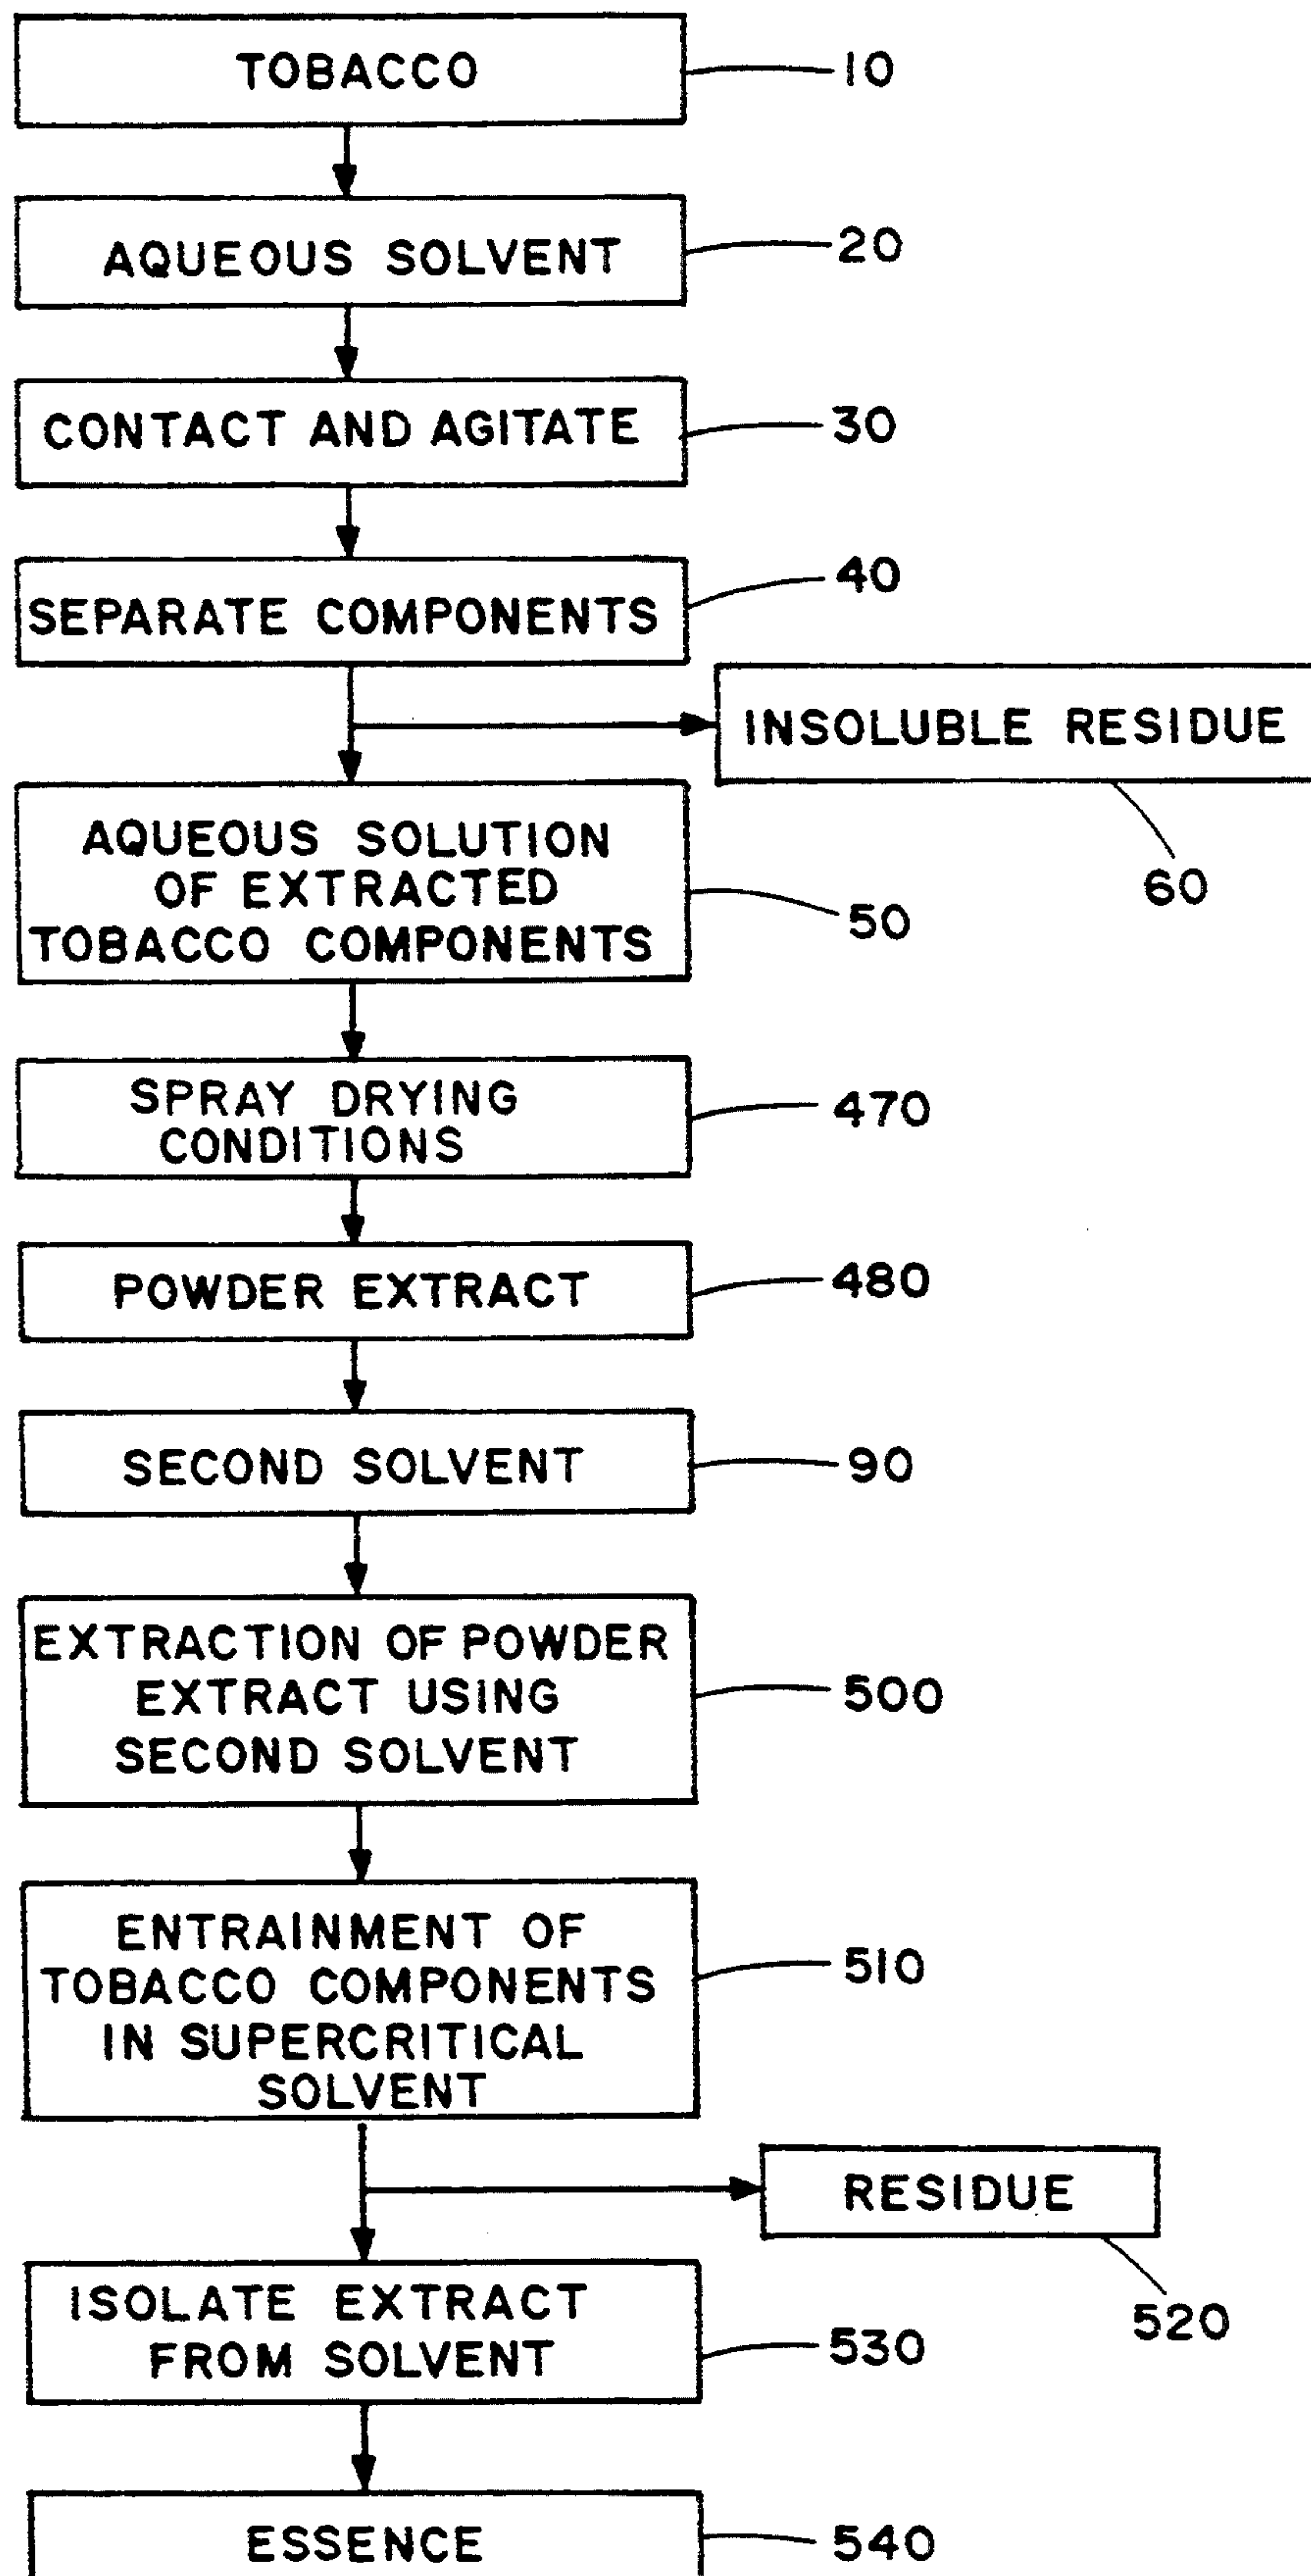 TOBACCO
10
AQUEOUS SOLVENT
20
CONTACT AND AGITATE
30
SEPARATE COMPONENTS
40
INSOLUBLE RESIDUE
60
AQUEOUS SOLUTION
OF EXTRACTED
TOBACCO COMPONENTS
50
SPRAY DRYING
CONDITIONS
470
POWDER EXTRACT
480
SECOND SOLVENT
90
EXTRACTION OF POWDER
EXTRACT USING
SECOND SOLVENT
500
ENTRAINMENT OF
TOBACCO COMPONENTS
IN SUPERCRITICAL
SOLVENT
510
RESIDUE
520
ISOLATE EXTRACT
FROM SOLVENT
530
ESSENCE
540